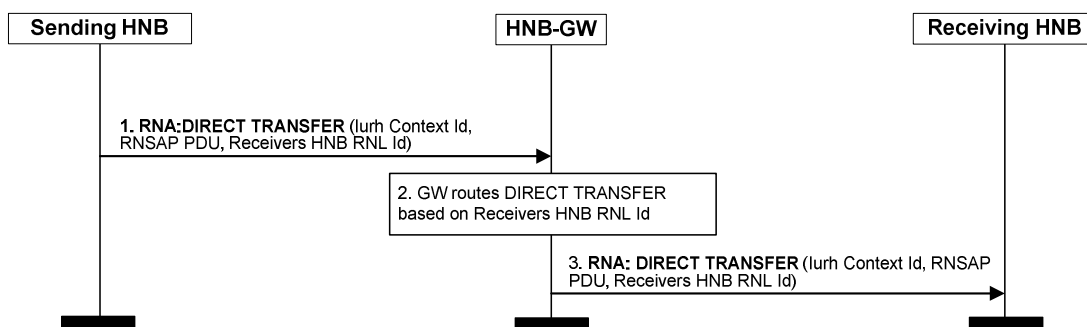 Sending HNB
HNB-GW
Receiving HNB
1. RNA:DIRECT TRANSFER (Iurh Context Id,
RNSAP PDU, Receivers HNB RNL Id)
2. GW routes DIRECT TRANSFER
based on Receivers HNB RNL Id
3. RNA: DIRECT TRANSFER (Iurh Context Id, RNSAP
PDU, Receivers HNB RNL Id)